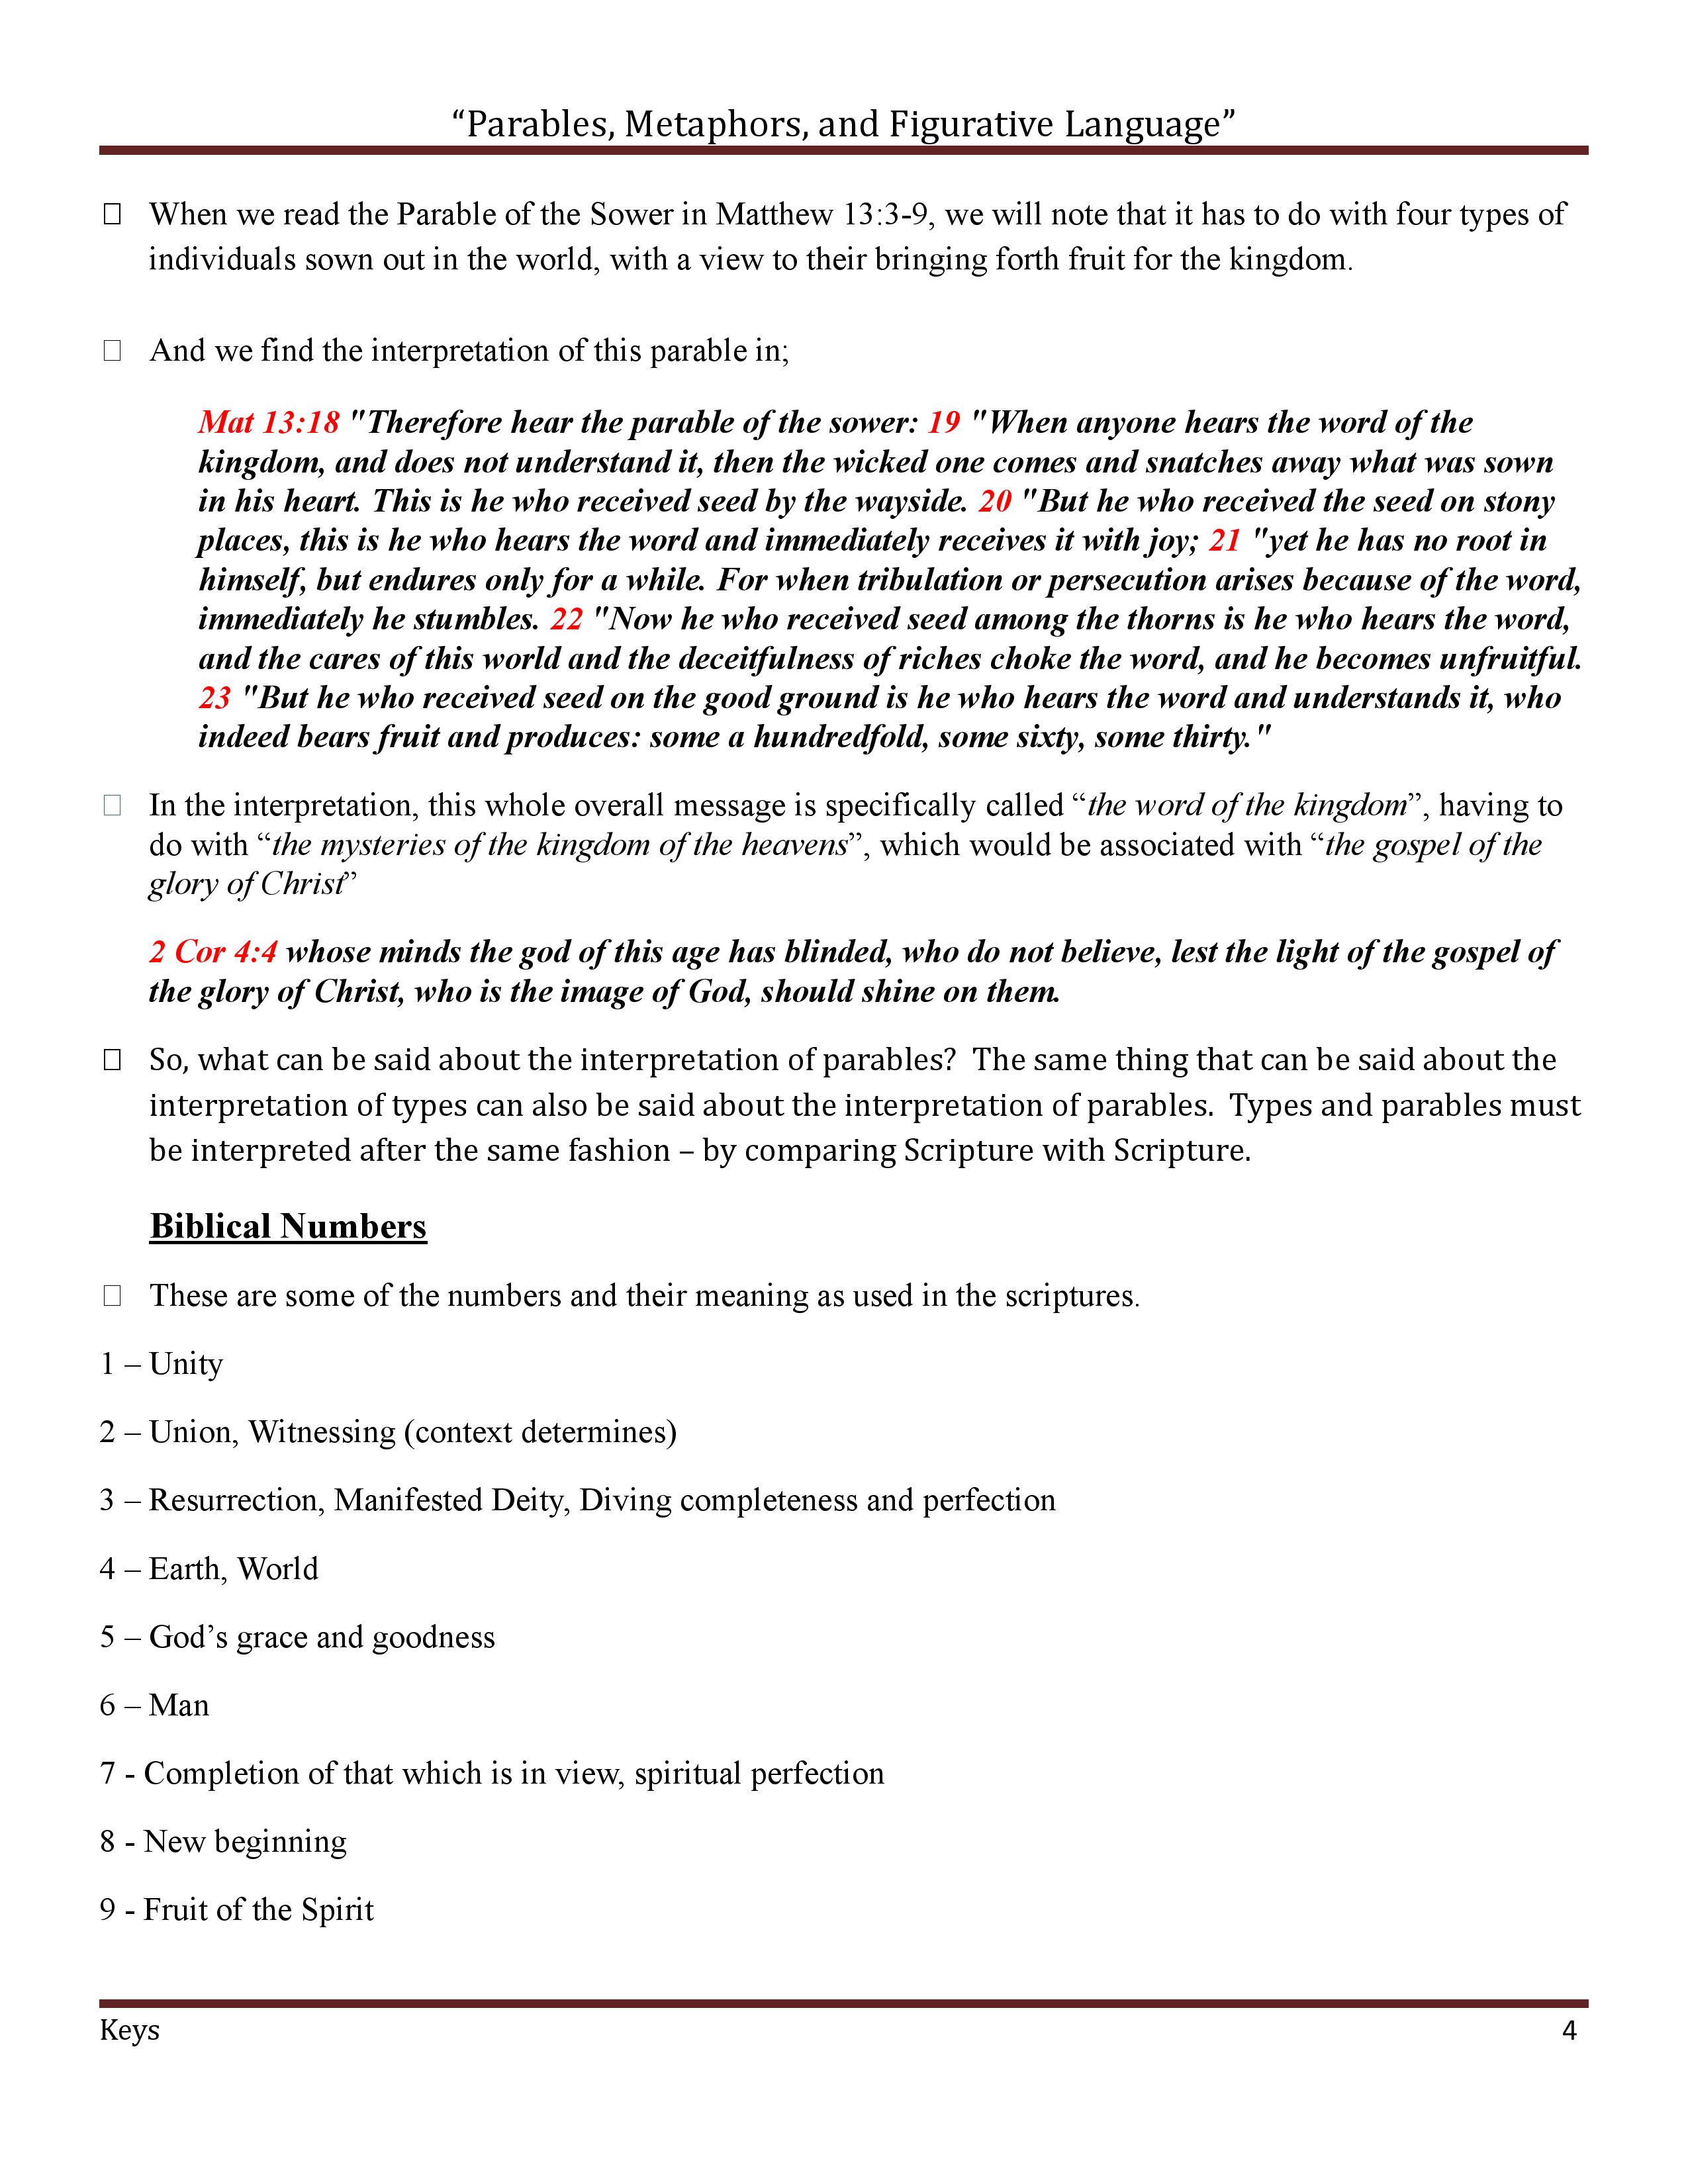 “Parables, Metaphors, and Figurative Language”
☐ When we read the Parable of the Sower in Matthew 13:3-9, we will note that it has to do with four types of
individuals sown out in the world, with a view to their bringing forth fruit for the kingdom.
☐ And we find the interpretation of this parable in;
Mat 13:18 "Therefore hear the parable of the sower: 19 "When anyone hears the word of the
kingdom, and does not understand it, then the wicked one comes and snatches away what was sown
in his heart. This is he who received seed by the wayside. 20 "But he who received the seed on stony
places, this is he who hears the word and immediately receives it with joy; 21 "yet he has no root in
himself, but endures only for a while. For when tribulation or persecution arises because of the word,
immediately he stumbles. 22 "Now he who received seed among the thorns is he who hears the word,
and the cares of this world and the deceitfulness of riches choke the word, and he becomes unfruitful.
23 "But he who received seed on the good ground is he who hears the word and understands it, who
indeed bears fruit and produces: some a hundredfold, some sixty, some thirty."
☐ In the interpretation, this whole overall message is specifically called “the word of the kingdom”, having to
do with “the mysteries of the kingdom of the heavens”, which would be associated with “the gospel of the
glory of Christ”
2 Cor 4:4 whose minds the god of this age has blinded, who do not believe, lest the light of the gospel of
the glory of Christ, who is the image of God, should shine on them.
☐ So, what can be said about the interpretation of parables?  The same thing that can be said about the
interpretation of types can also be said about the interpretation of parables.  Types and parables must
be interpreted after the same fashion – by comparing Scripture with Scripture.
Biblical Numbers
☐ These are some of the numbers and their meaning as used in the scriptures.
1 – Unity
2 – Union, Witnessing (context determines)
3 – Resurrection, Manifested Deity, Diving completeness and perfection
4 – Earth, World
5 – God’s grace and goodness
6 – Man
7 - Completion of that which is in view, spiritual perfection
8 - New beginning
9 - Fruit of the Spirit
Keys 4